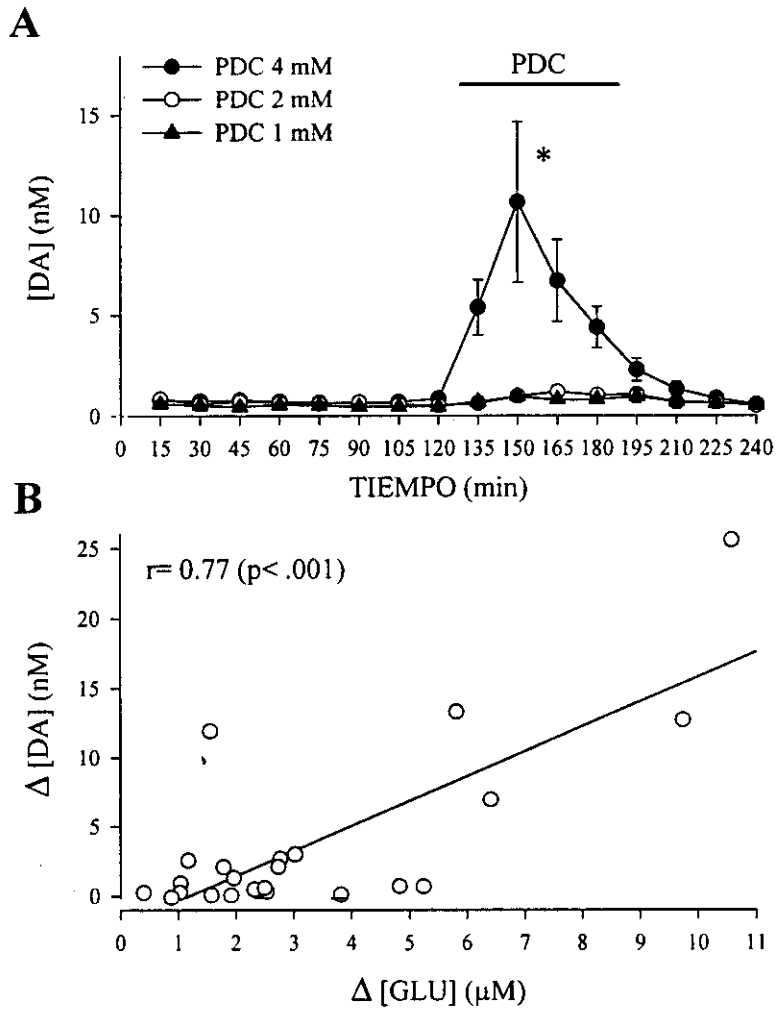 A
PDC 4 mM
PDC 2 mM
PDC 1 mM
PDC
*
15
10
5
0
[DA] (nM)
0 15 30 45 60 75 90 105 120 135 150 165 180 195 210 225 240
TIEMPO (min)
B
r= 0.77 (p< .001)
25
20
15
10
5
0
Δ [DA] (nM)
0 1 2 3 4 5 6 7 8 9 10 11
Δ [GLU] (μM)